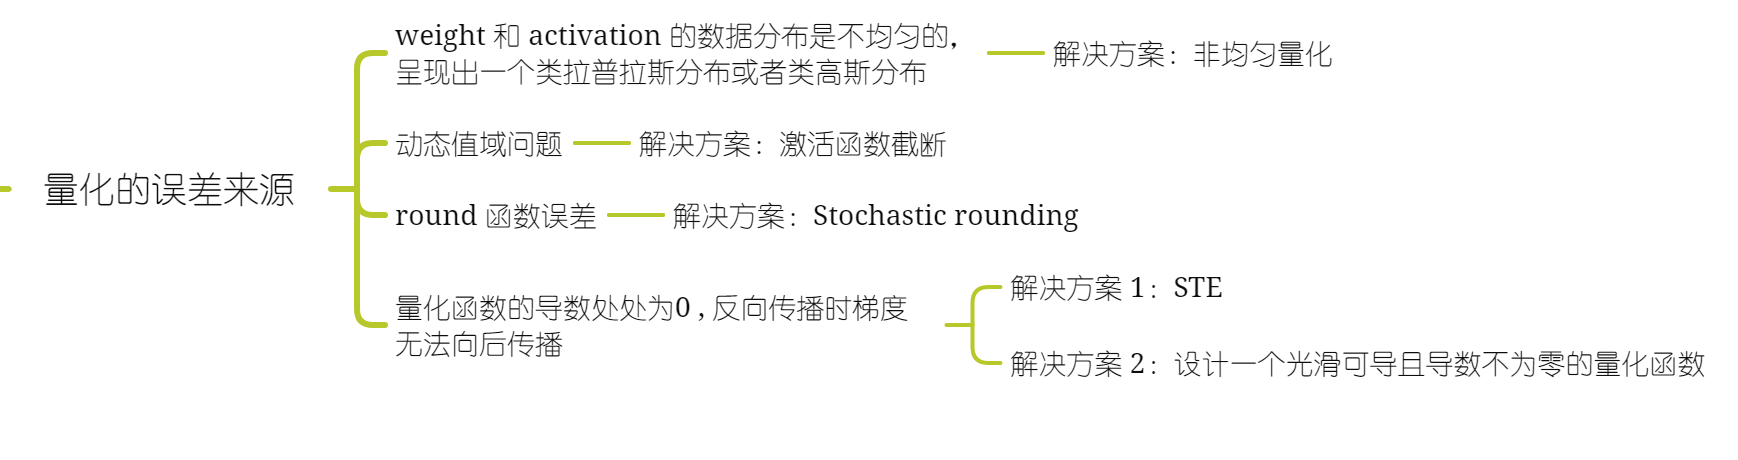 weight 和 activation 的数据分布是不均匀的，
呈现出一个类拉普拉斯分布或者类高斯分布
解决方案：非均匀量化
动态值域问题
解决方案：激活函数截断
量化的误差来源
round 函数误差
解决方案：Stochastic rounding
量化函数的导数处处为0 , 反向传播时梯度
无法向后传播
解决方案 1：STE
解决方案 2：设计一个光滑可导且导数不为零的量化函数